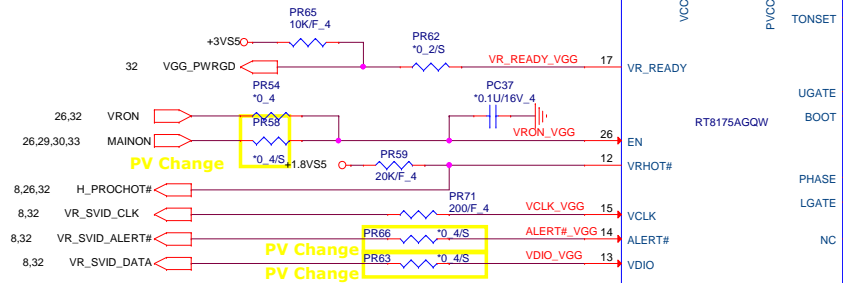 VCC
PVCC
TONSET
PR65
10K/F_4
+3VS5
PR62
*0_2/S
32 VGG_PWRGD
VR_READY_VGG 17 VR_READY
PR54
*0_4
PC37
*0.1U/16V_4
UGATE
26,32 VRON
PR58
BOOT
RT8175AGQW
26,29,30,33 MAINON
VRON_VGG 26 EN
PV Change
*0_4/S
+1.8VS5
PR59
20K/F_4
12 VRHOT#
8,26,32 H_PROCHOT#
PHASE
PR71
200/F_4
LGATE
8,32 VR_SVID_CLK
VCLK_VGG 15 VCLK
8,32 VR_SVID_ALERT#
PR66 *0_4/S
ALERT#_VGG 14 ALERT#
NC
PV Change
8,32 VR_SVID_DATA
PR63 *0_4/S
VDIO_VGG 13 VDIO
PV Change